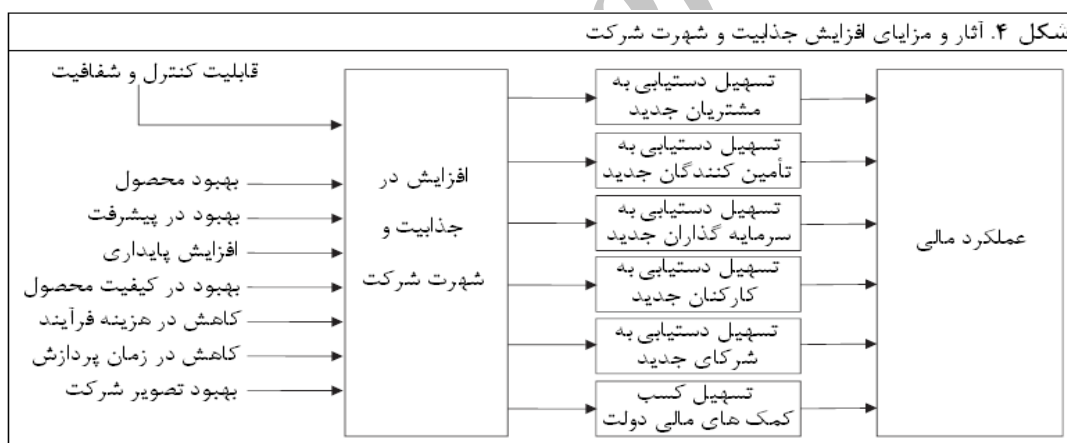 شکل ۴. آثار و مزایای افزایش جذابیت و شهرت شرکت
قابلیت کنترل و شفافیت
بهبود محصول
بهبود در پیشرفت
افزایش پایداری
بهبود در کیفیت محصول
کاهش در هزینه فرآیند
کاهش در زمان پردازش
بهبود تصویر شرکت
افزایش در
جذابیت و
شهرت شرکت
تسهیل دستیابی به
مشتریان جدید
تسهیل دستیابی به
تأمین کنندگان جدید
تسهیل دستیابی به
سرمایه گذاران جدید
تسهیل دستیابی به
کارکنان جدید
تسهیل دستیابی به
شرکای جدید
تسهیل کسب
کمک های مالی دولت
عملکرد مالی